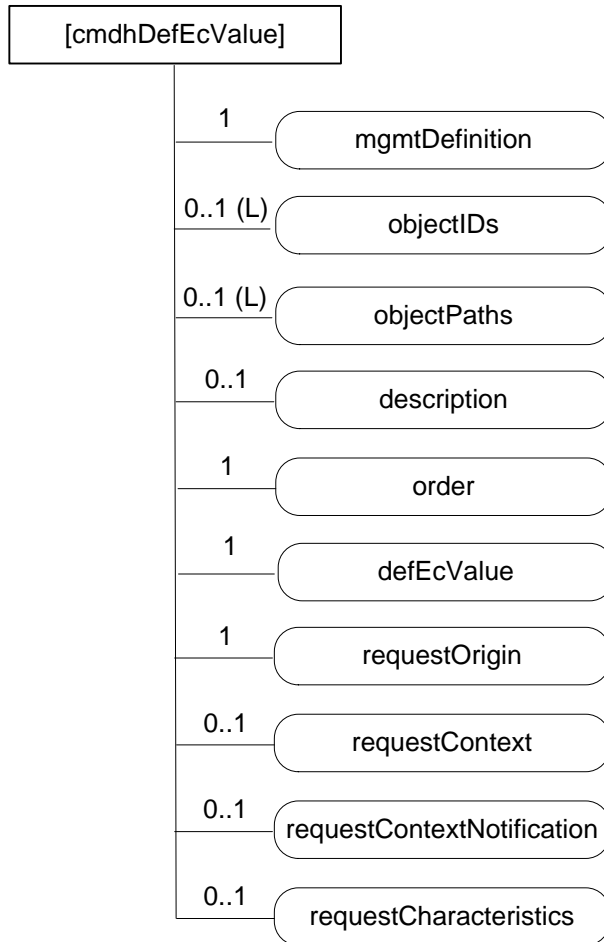 [cmdhDefEcValue]
1
mgmtDefinition
0..1 (L)
objectIDs
0..1 (L)
objectPaths
0..1
description
1
order
1
defEcValue
1
requestOrigin
0..1
requestContext
0..1
requestContextNotification
0..1
requestCharacteristics